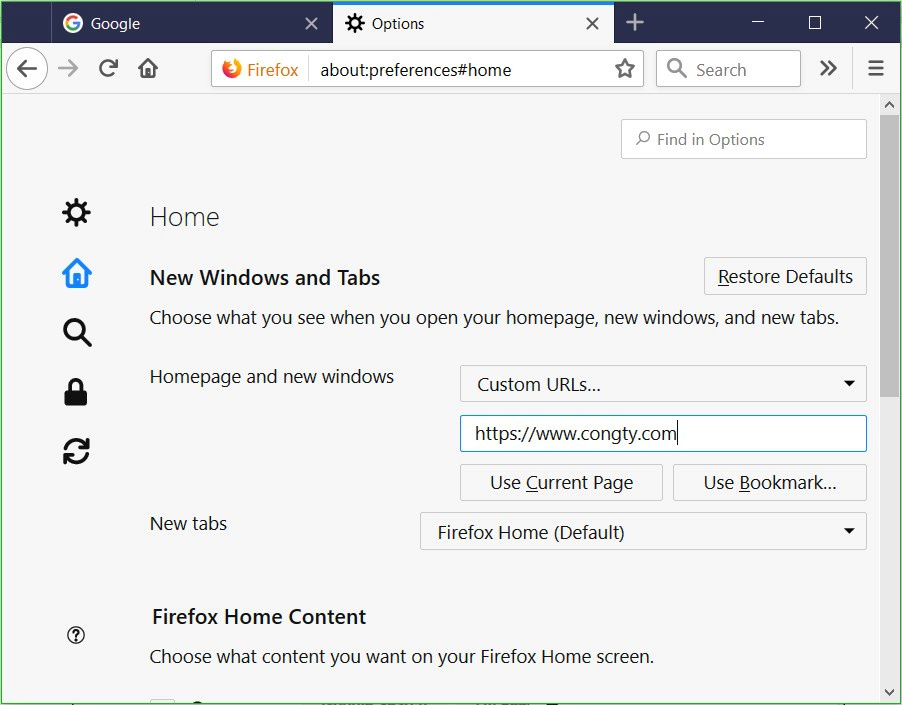 Google
Options
Firefox
about:preferences#home
Search
Find in Options
Home
New Windows and Tabs
Restore Defaults
Choose what you see when you open your homepage, new windows, and new tabs.
Homepage and new windows
Custom URLs...
https://www.congty.com
Use Current Page
Use Bookmark...
New tabs
Firefox Home (Default)
Firefox Home Content
Choose what content you want on your Firefox Home screen.